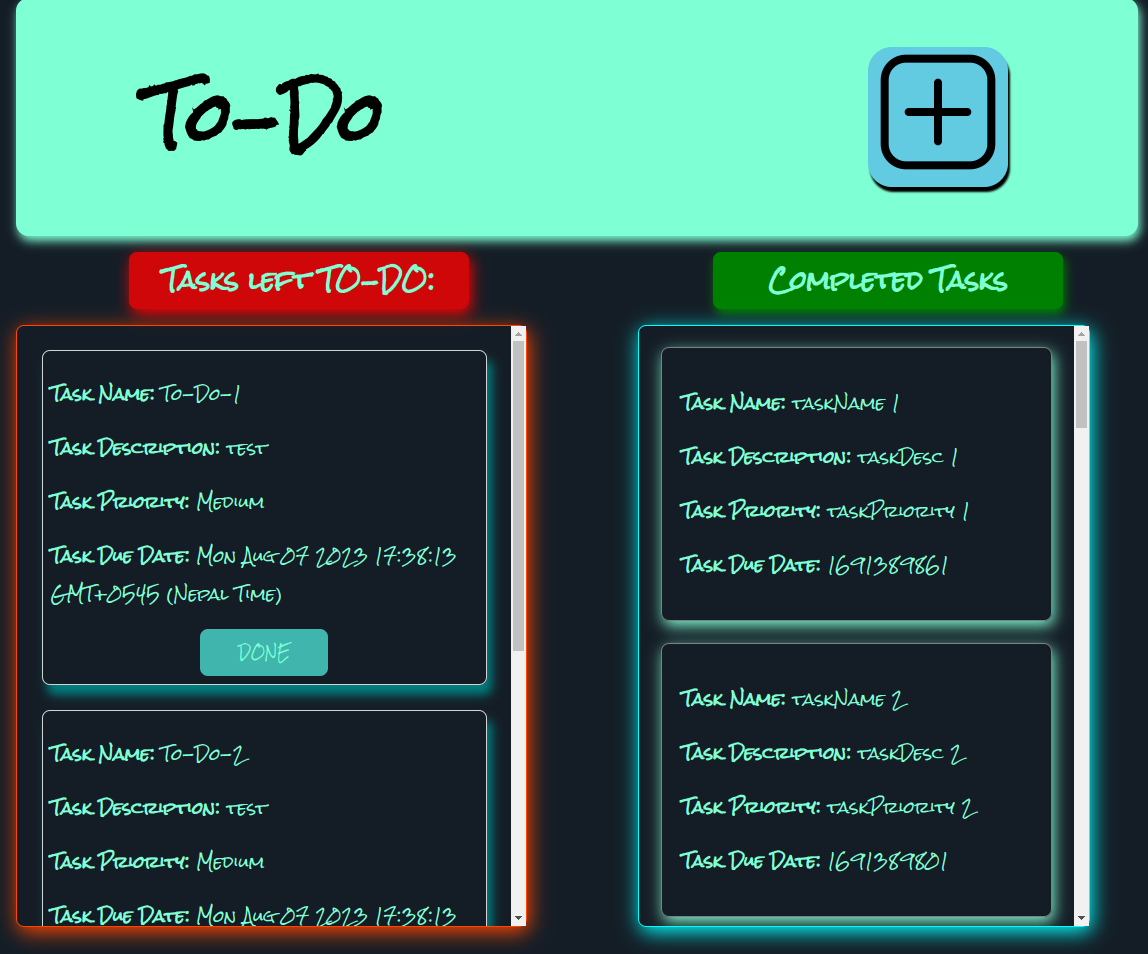 To-Do
Tasks left TO-DO:
Task Name: To-Do-1
Task Description: test
Task Priority: Medium
Task Due Date: Mon Aug 07 2023 17:38:13
GMT+0545 (Nepal Time)
DONE
Task Name: To-Do-2
Task Description: test
Task Priority: Medium
Task Due Date: Mon Aug 07 2023 17:38:13
Completed Tasks
Task Name: taskName 1
Task Description: taskDesc 1
Task Priority: taskPriority 1
Task Due Date: 1691389861
Task Name: taskName 2
Task Description: taskDesc 2
Task Priority: taskPriority 2
Task Due Date: 1691389801